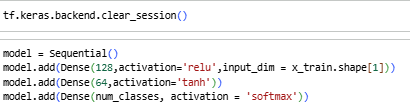 tf.keras.backend.clear_session()
model = Sequential()
model.add(Dense(128,activation='relu',input_dim = x_train.shape[1]))
model.add(Dense(64,activation='tanh'))
model.add(Dense(num_classes, activation = 'softmax'))